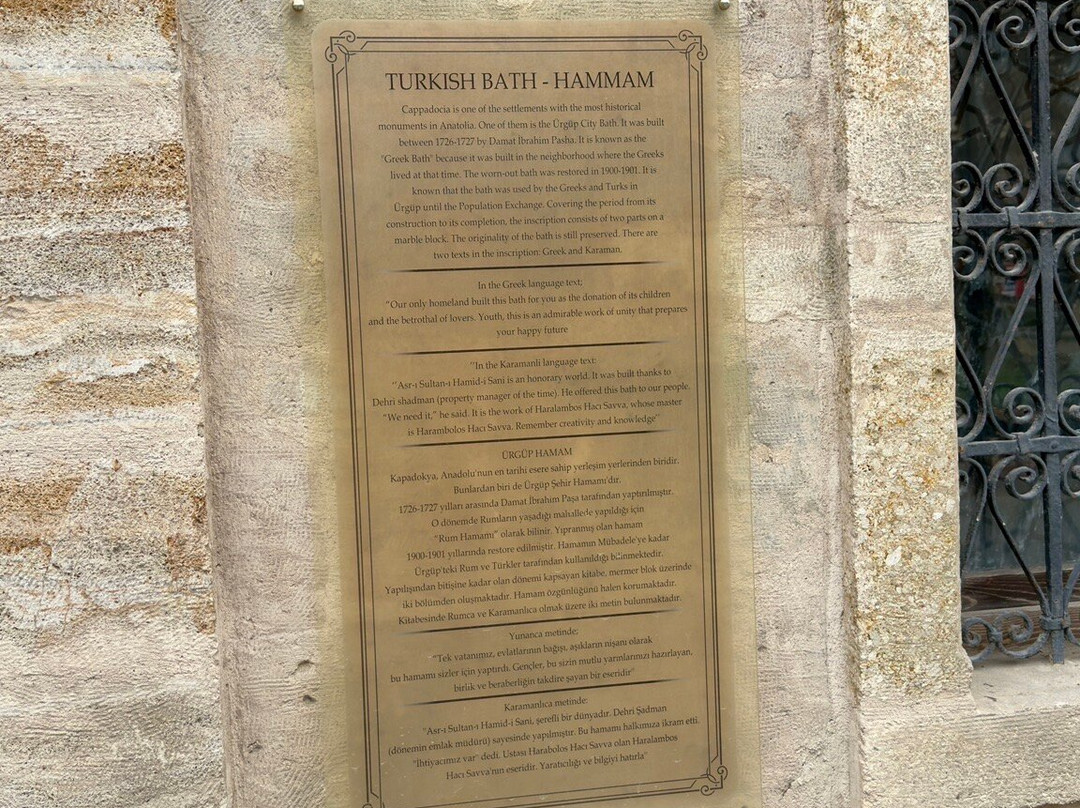 TURKISH BATH - HAMMAM
Cappadocia is one of the settlements with the most historical
monuments in Anatolia. One of them is the Ürgüp City Bath. It was built
between 1726-1727 by Damat İbrahim Pasha. It is known as the
"Greek Bath" because it was built in the neighborhood where the Greeks
lived at that time. The worn-out bath was restored in 1900-1901. It is
known that the bath was used by the Greeks and Turks in
Ürgüp until the Population Exchange. Covering the period from its
construction to its completion, the inscription consists of two parts on a
marble block. The originality of the bath is still preserved. There are
two texts in the inscription: Greek and Karaman.
In the Greek language text;
"Our only homeland built this bath for you as the donation of its children
and the betrothal of lovers. Youth, this is an admirable work of unity that prepares
your happy future
"In the Karamanli language text:
"Asr-ı Sultan-ı Hamid-i Sani is an honorary world. It was built thanks to
Dehri shadman (property manager of the time). He offered this bath to our people.
"We need it," he said. It is the work of Haralambos Hacı Savva, whose master
is Harambolos Hacı Savva. Remember creativity and knowledge"
ÜRGÜP HAMAM
Kapadokya, Anadolu'nun en tarihi esere sahip yerleşim yerlerinden biridir.
Bunlardan biri de Ürgüp Şehir Hamamı'dır.
1726-1727 yılları arasında Damat İbrahim Paşa tarafından yaptırılmıştır.
O dönemde Rumların yaşadığı mahallede yapıldığı için
"Rum Hamamı" olarak bilinir. Yıpranmış olan hamam
1900-1901 yıllarında restore edilmiştir. Hamamın Mübadele'ye kadar
Ürgüp'teki Rum ve Türkler tarafından kullanıldığı bilinmektedir.
Yapılışından bitişine kadar olan dönemi kapsayan kitabe, mermer blok üzerinde
iki bölümden oluşmaktadır. Hamam özgünlüğünü halen korumaktadır.
Kitabesinde Rumca ve Karamanlıca olmak üzere iki metin bulunmaktadır.
Yunanca metinde;
"Tek vatanımız, evlatlarının bağışı, aşıkların nişanı olarak
bu hamamı sizler için yaptırdı. Gençler, bu sizin mutlu yarınlarınızı hazırlayan,
birlik ve beraberliğin takdire şayan bir eseridir"
Karamanlıca metinde:
"Asr-ı Sultan-ı Hamid-i Sani, şerefli bir dünyadır. Dehri Şadman
(dönemin emlak müdürü) sayesinde yapılmıştır. Bu hamamı halkımıza ikram etti.
"İhtiyacımız var" dedi. Ustası Harabolos Hacı Savva olan Haralambos
Hacı Savva'nın eseridir. Yaratıcılığı ve bilgiyi hatırla"